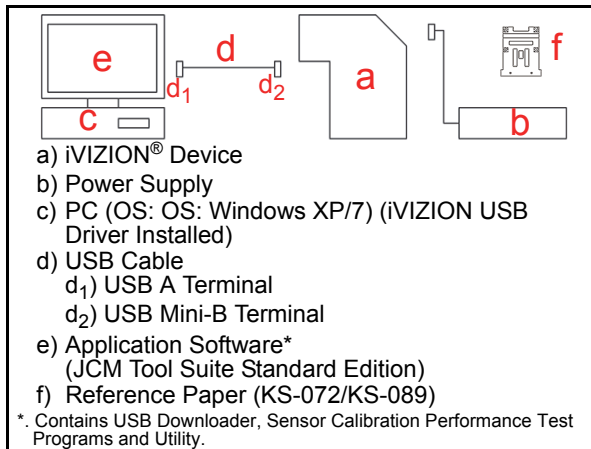 e
d
d1
d2
c
a
b
f
a) iVIZION® Device
b) Power Supply
c) PC (OS: OS: Windows XP/7) (iVIZION USB
Driver Installed)
d) USB Cable
d1) USB A Terminal
d2) USB Mini-B Terminal
e) Application Software*
(JCM Tool Suite Standard Edition)
f) Reference Paper (KS-072/KS-089)
*. Contains USB Downloader, Sensor Calibration Performance Test
Programs and Utility.